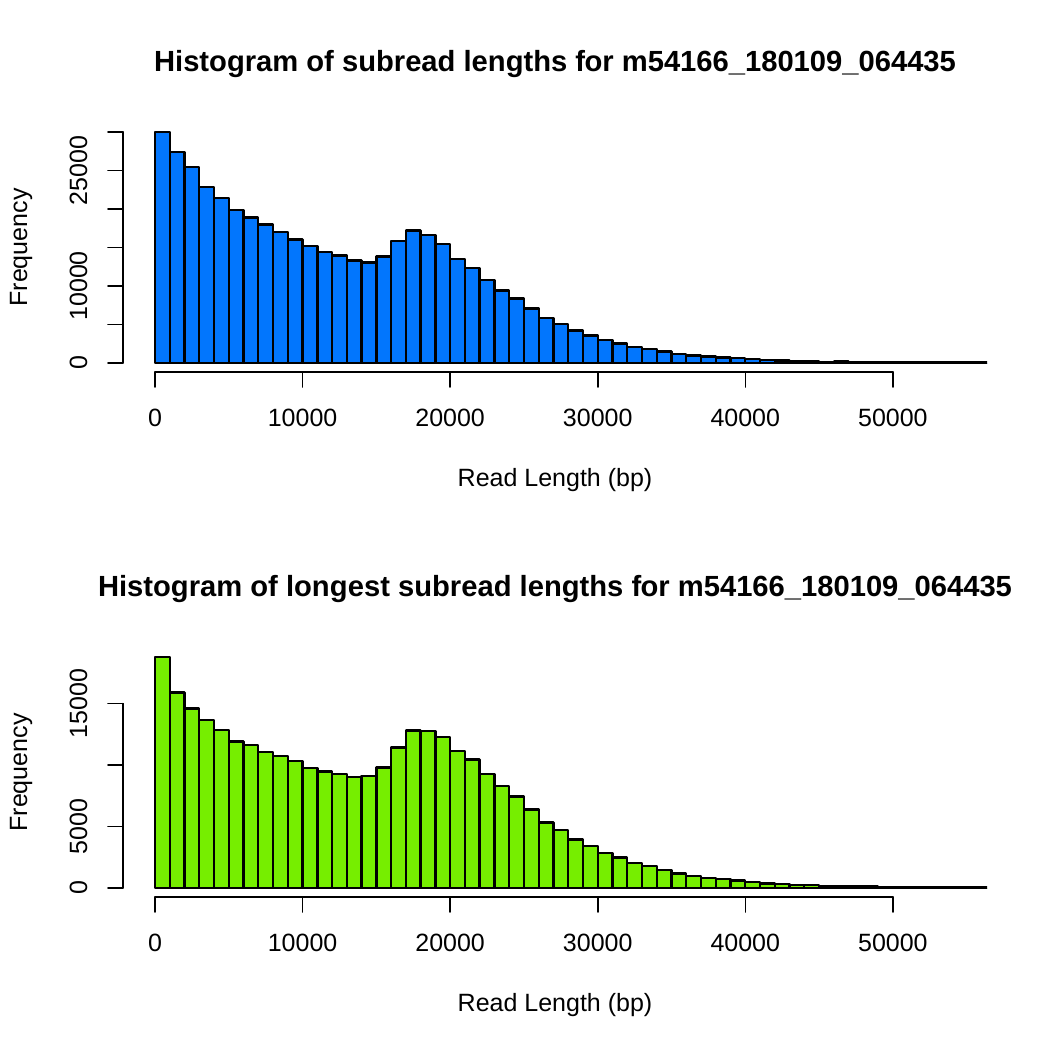 Histogram of subread lengths for m54166_180109_064435
Frequency
25000
10000
0
0 10000 20000 30000 40000 50000
Read Length (bp)
Histogram of longest subread lengths for m54166_180109_064435
Frequency
15000
5000
0
0 10000 20000 30000 40000 50000
Read Length (bp)